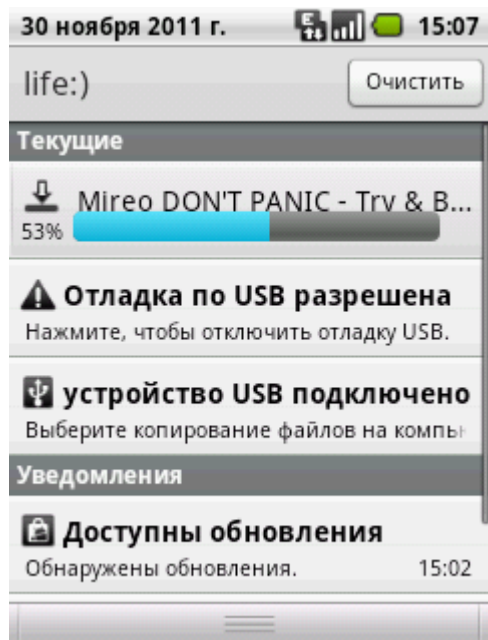 30 ноября 2011 г. 15:07
life:) Очистить
Текущие
Mireo DON'T PANIC - Try & B...
53%
Отладка по USB разрешена
Нажмите, чтобы отключить отладку USB.
устройство USB подключено
Выберите копирование файлов на компь
Уведомления
Доступны обновления
Обнаружены обновления. 15:02